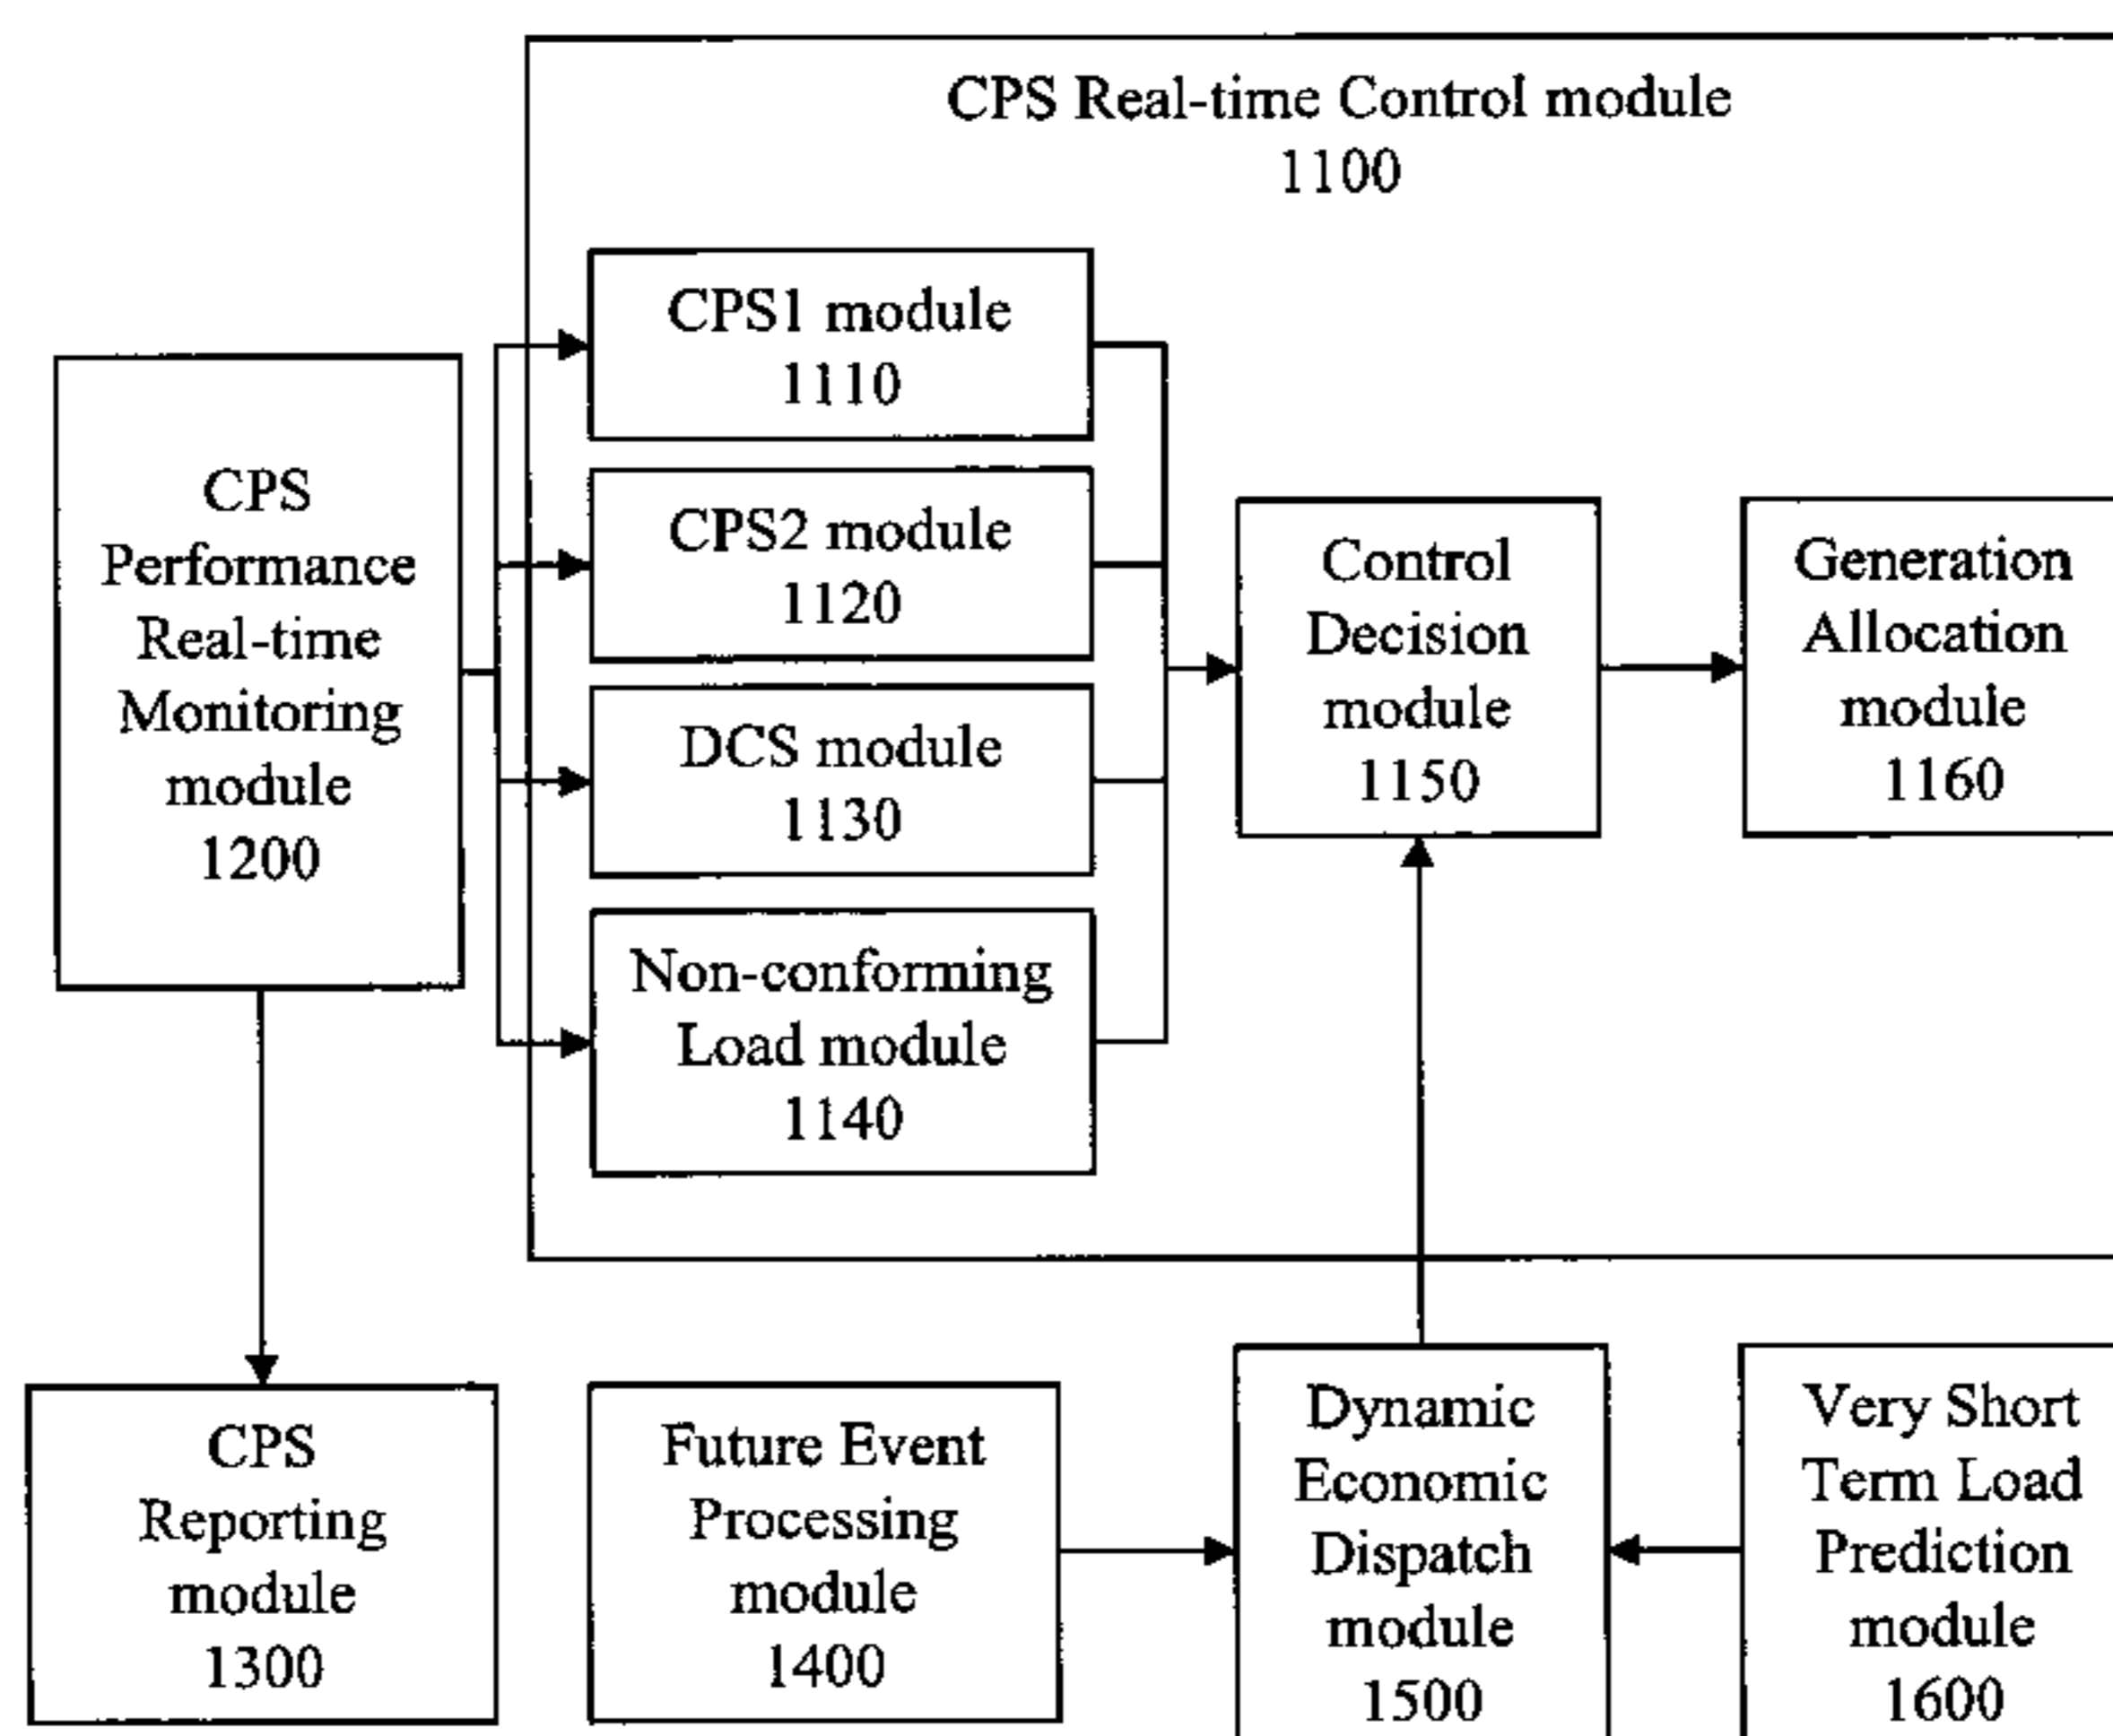 CPS Real-time Control module
1100
CPS
Performance
Real-time
Monitoring
module
1200
CPS1 module
1110
CPS2 module
1120
DCS module
1130
Non-conforming
Load module
1140
Control
Decision
module
1150
Generation
Allocation
module
1160
CPS
Reporting
module
1300
Future Event
Processing
module
1400
Dynamic
Economic
Dispatch
module
1500
Very Short
Term Load
Prediction
module
1600